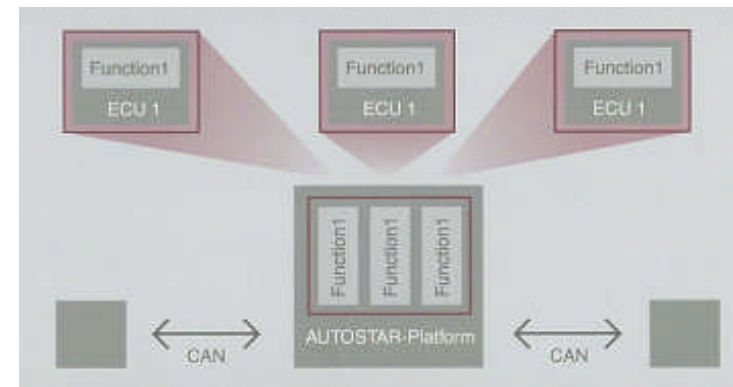 Function1
ECU 1
Function1
ECU 1
Function1
ECU 1
Function1
Function1
Function1
AUTOSTAR-Platform
CAN
CAN